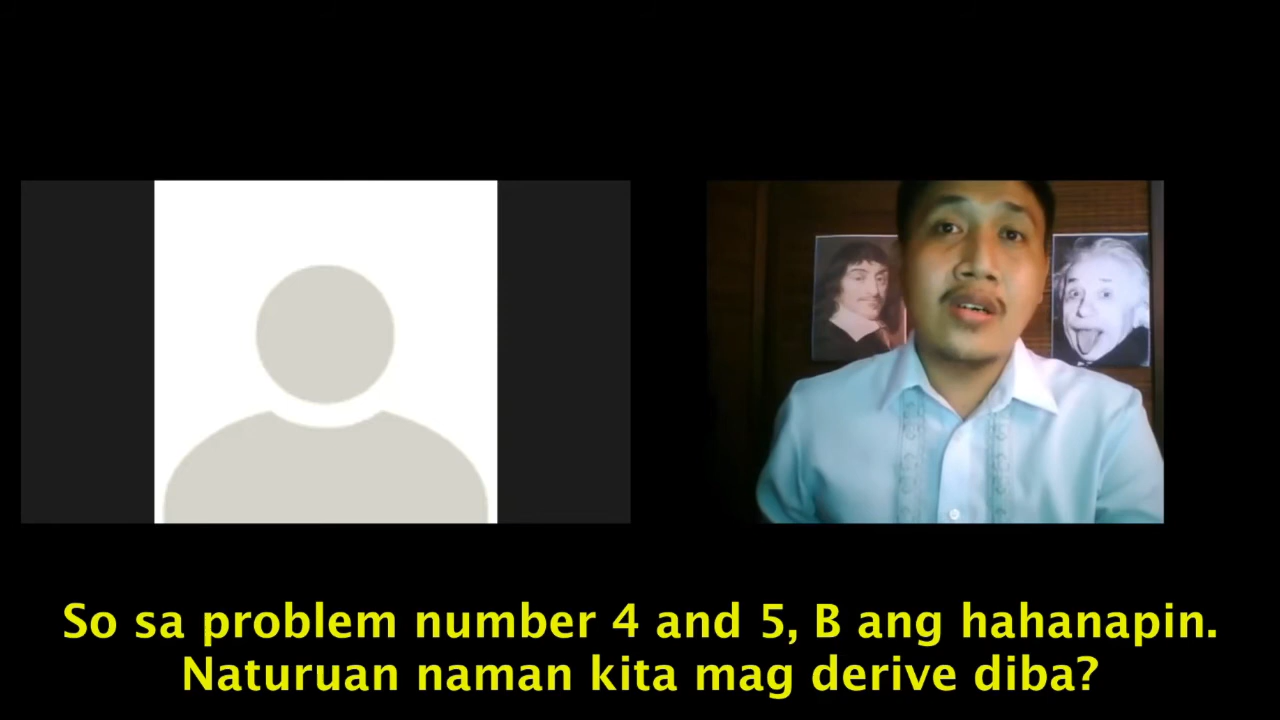 So sa problem number 4 and 5, B ang hahanapin.
Naturuan naman kita mag derive diba?